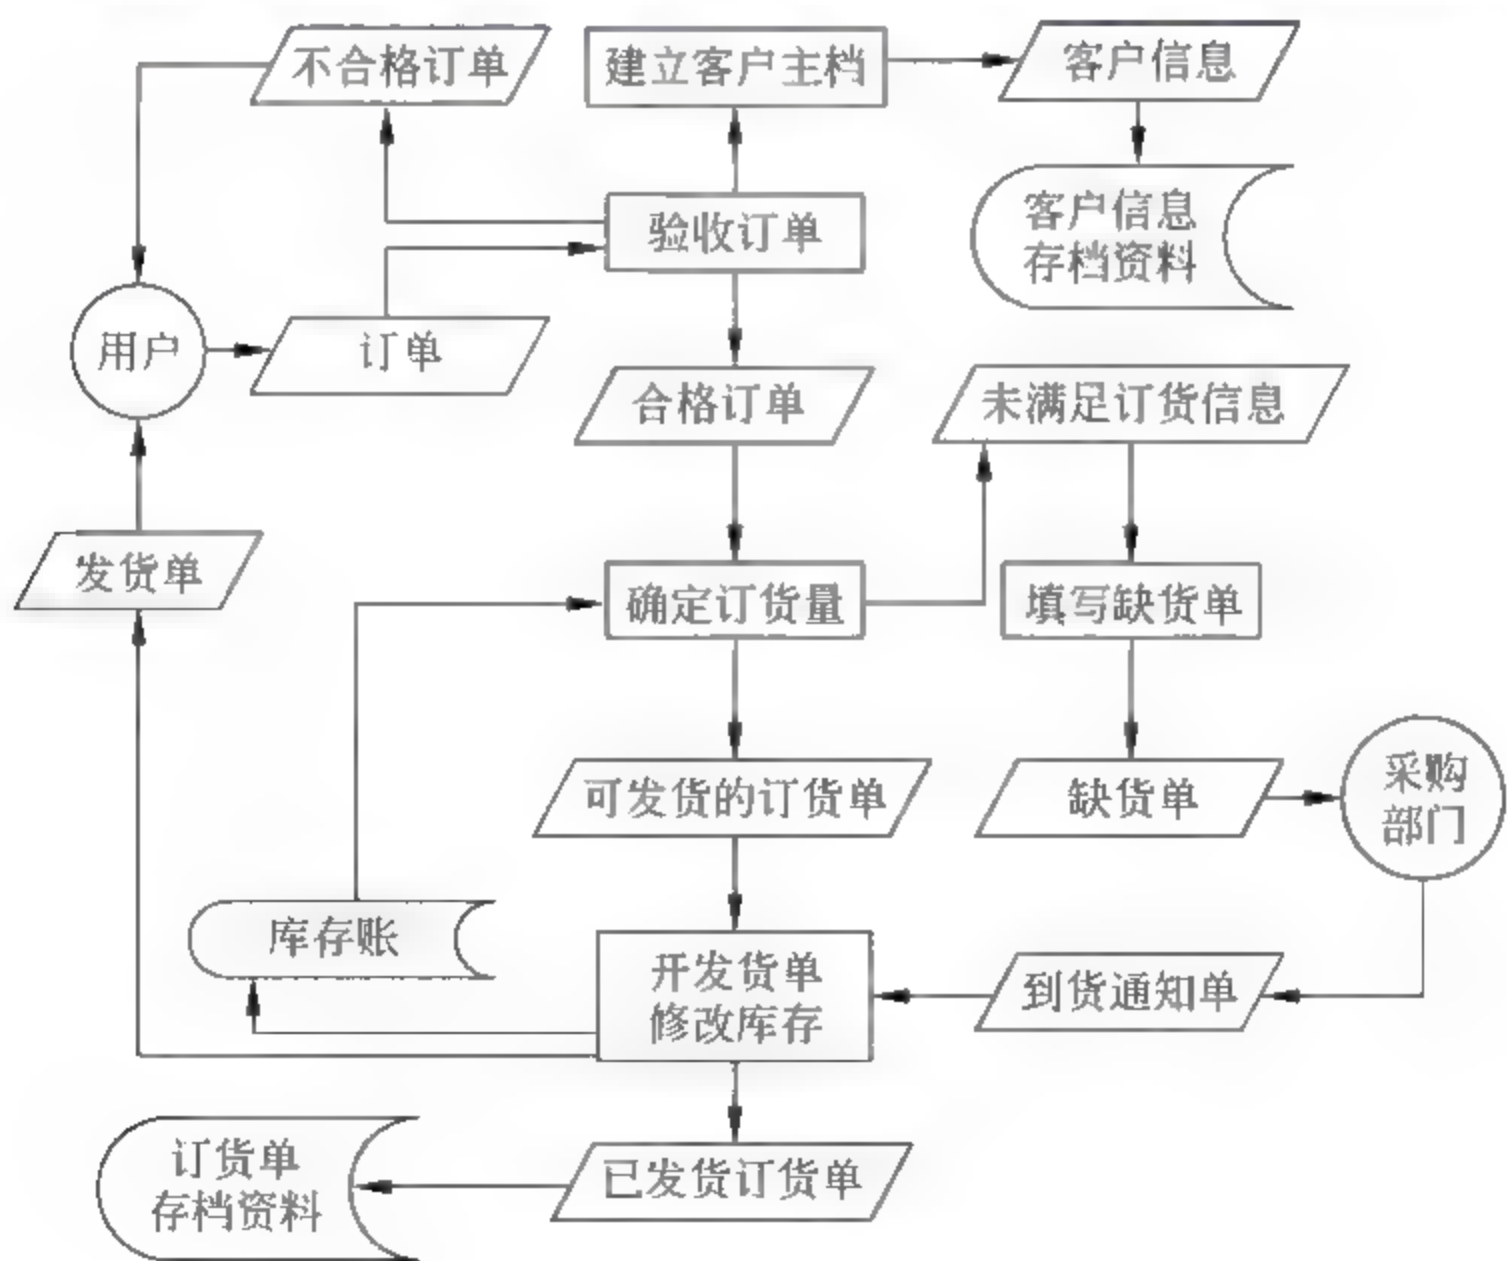 不合格订单
建立客户主档
客户信息
验收订单
客户信息
存档资料
用户
订单
合格订单
未满足订货信息
发货单
确定订货量
填写缺货单
可发货的订货单
缺货单
采购
部门
库存账
开发货单
修改库存
到货通知单
订货单
存档资料
已发货订货单